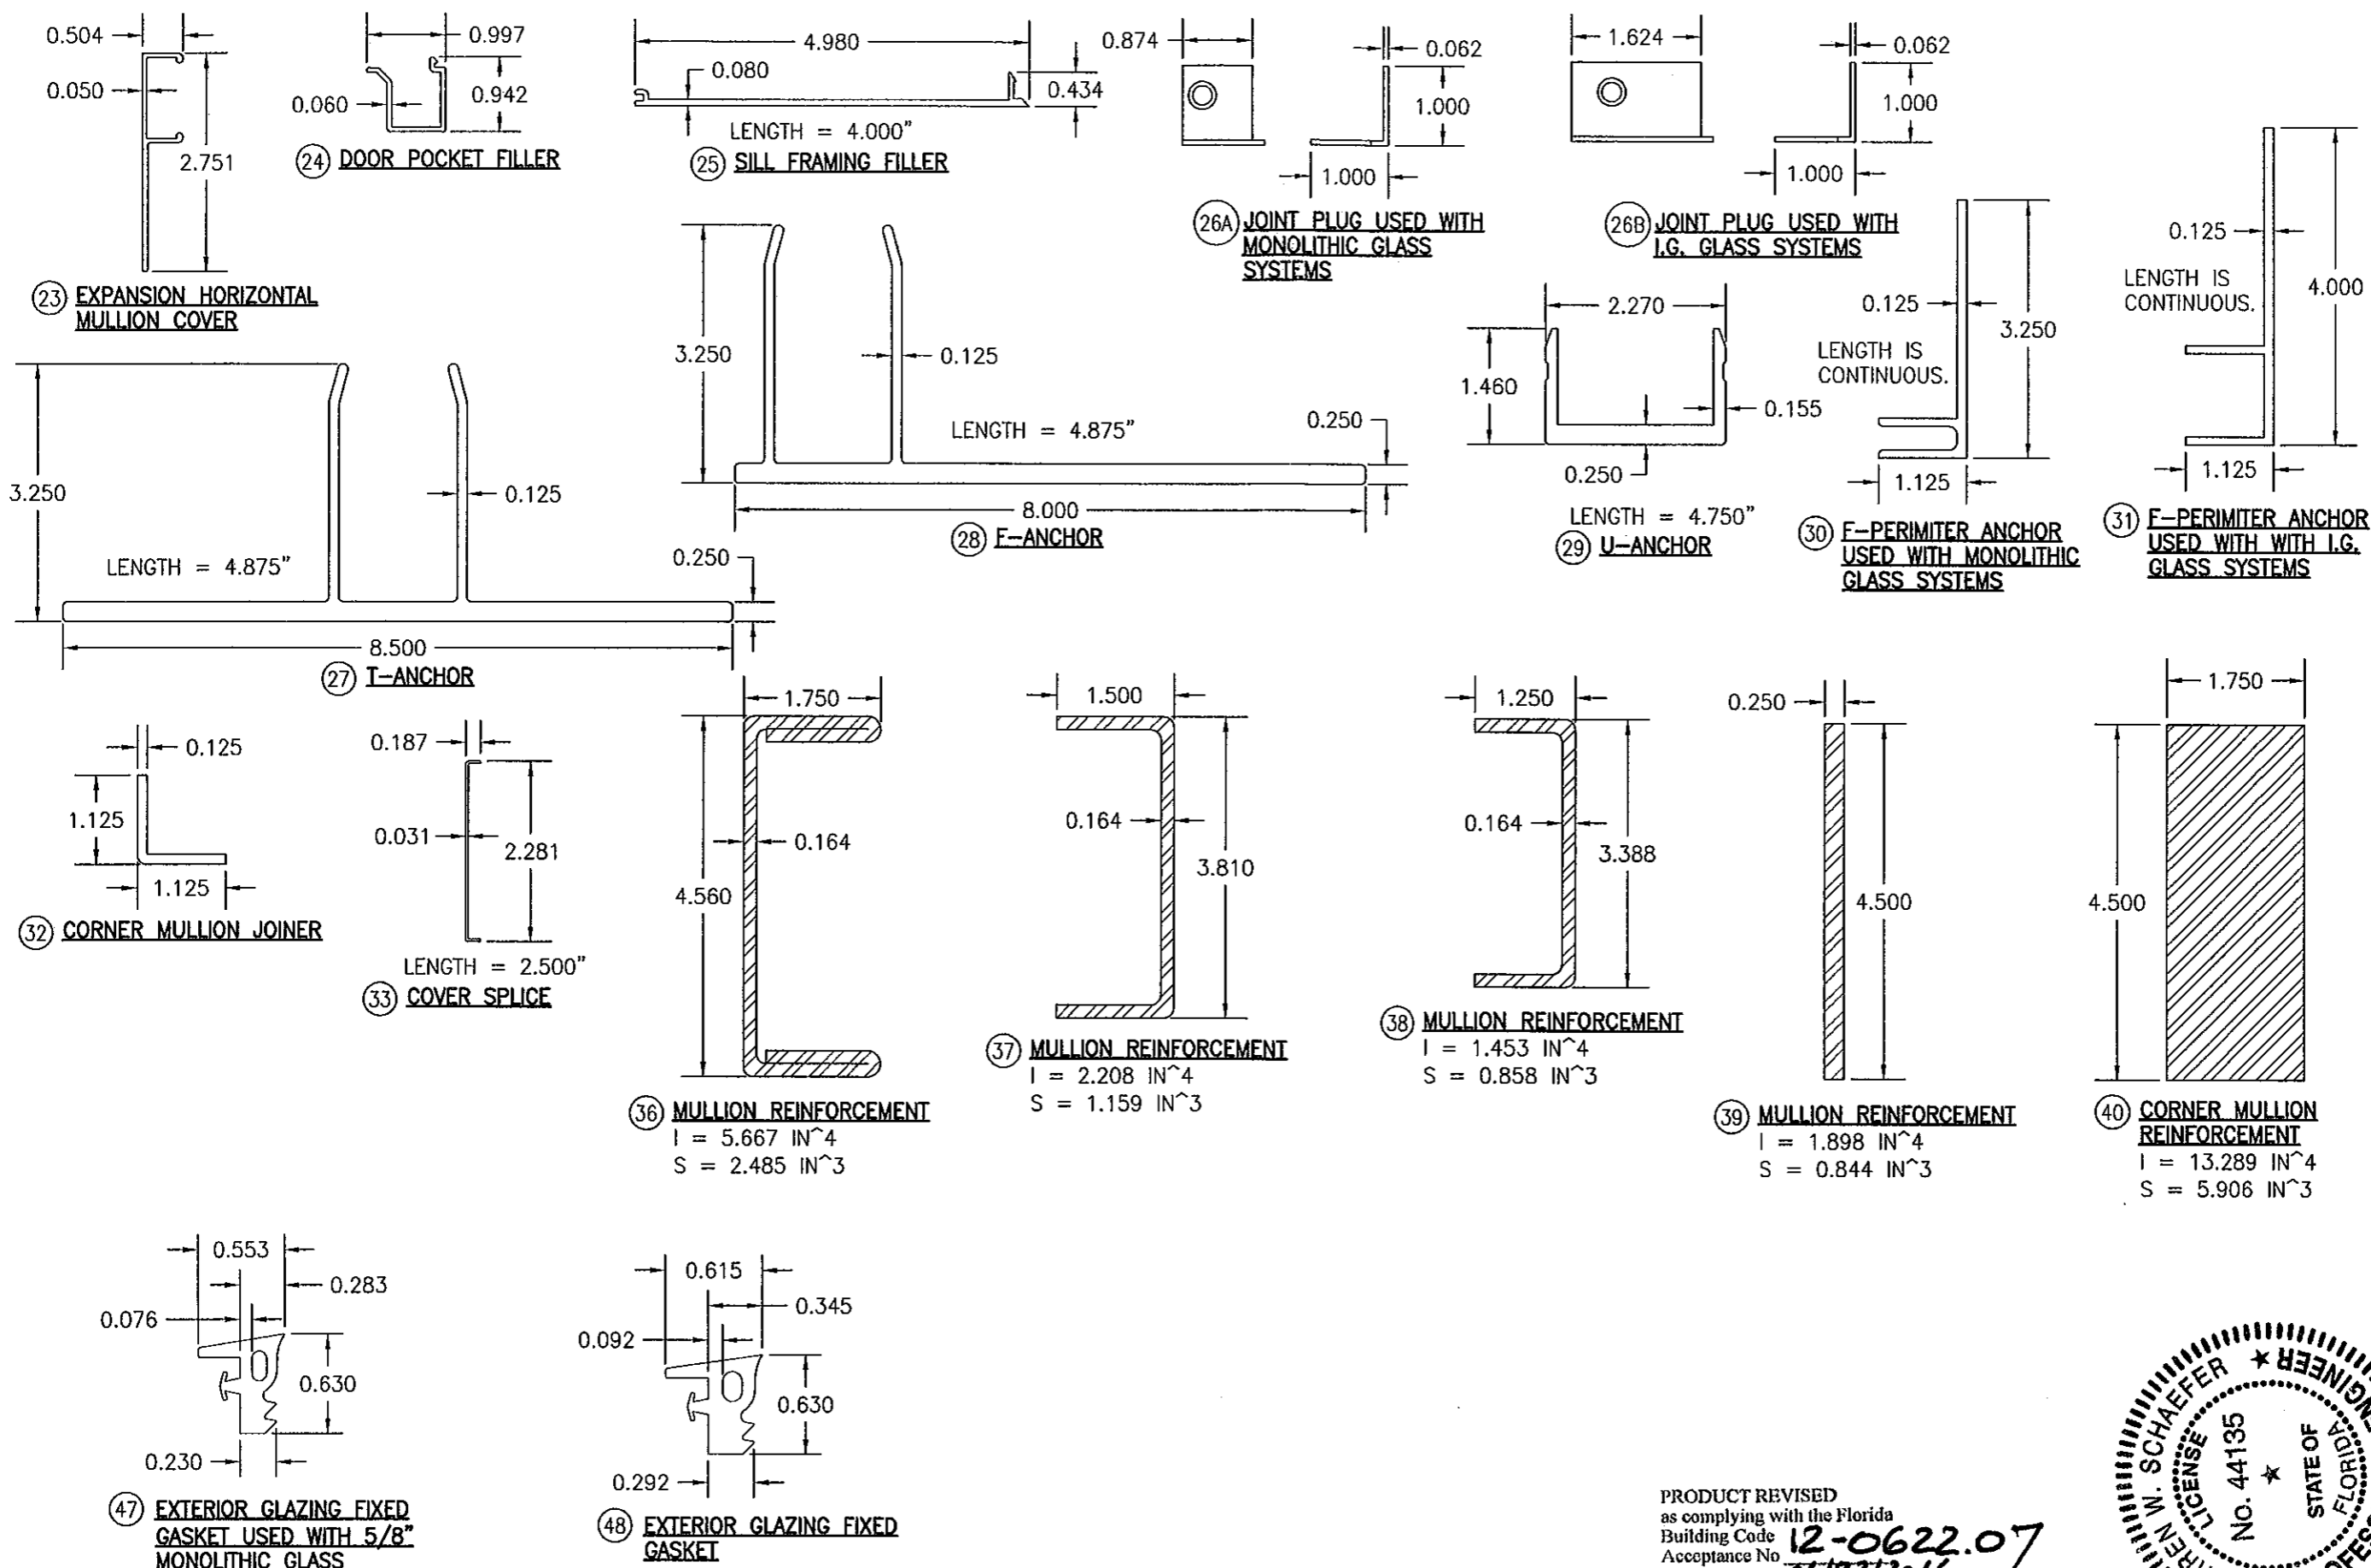 0.504
0.050
2.751
23 EXPANSION HORIZONTAL
MULLION COVER
0.997
0.060
0.942
24 DOOR POCKET FILLER
4.980
0.080
0.434
LENGTH = 4.000"
25 SILL FRAMING FILLER
0.874
0.062
1.000
1.000
26A JOINT PLUG USED WITH
MONOLITHIC GLASS
SYSTEMS
1.624
0.062
1.000
1.000
26B JOINT PLUG USED WITH
I.G. GLASS SYSTEMS
3.250
0.125
LENGTH = 4.875"
0.250
8.500
27 T-ANCHOR
3.250
0.125
LENGTH = 4.875"
0.250
8.000
28 F-ANCHOR
2.270
1.460
0.155
0.250
LENGTH = 4.750"
29 U-ANCHOR
0.125
LENGTH IS
CONTINUOUS.
3.250
1.125
30 F-PERIMITER ANCHOR
USED WITH MONOLITHIC
GLASS SYSTEMS
0.125
LENGTH IS
CONTINUOUS.
4.000
1.125
31 F-PERIMITER ANCHOR
USED WITH WITH I.G.
GLASS SYSTEMS
0.125
1.125
1.125
32 CORNER MULLION JOINER
0.187
0.031
2.281
LENGTH = 2.500"
33 COVER SPLICE
1.750
0.164
4.560
36 MULLION REINFORCEMENT
I = 5.667 IN^4
S = 2.485 IN^3
1.500
0.164
3.810
37 MULLION REINFORCEMENT
I = 2.208 IN^4
S = 1.159 IN^3
1.250
0.164
3.388
38 MULLION REINFORCEMENT
I = 1.453 IN^4
S = 0.858 IN^3
0.250
4.500
39 MULLION REINFORCEMENT
I = 1.898 IN^4
S = 0.844 IN^3
1.750
4.500
40 CORNER MULLION
REINFORCEMENT
I = 13.289 IN^4
S = 5.906 IN^3
0.553
0.283
0.076
0.630
0.230
47 EXTERIOR GLAZING FIXED
GASKET USED WITH 5/8"
MONOLITHIC GLASS
0.615
0.345
0.092
0.630
0.292
48 EXTERIOR GLAZING FIXED
GASKET
PRODUCT REVISED
as complying with the Florida
Building Code
Acceptance No 12-0622.07
W. SCHAEFER
LICENSE
No. 44135
STATE OF
FLORIDA